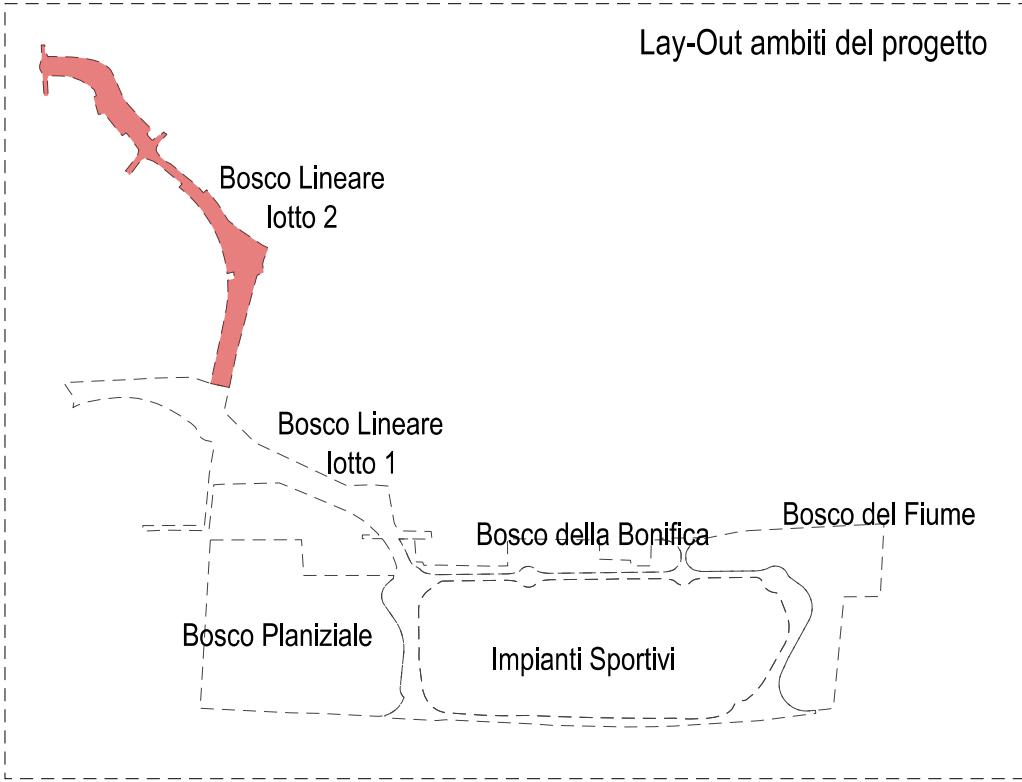 Lay-Out ambiti del progetto
Bosco Lineare
lotto 2
Bosco Lineare
lotto 1
Bosco della Bonifica
Bosco del Fiume
Bosco Planiziale
Impianti Sportivi